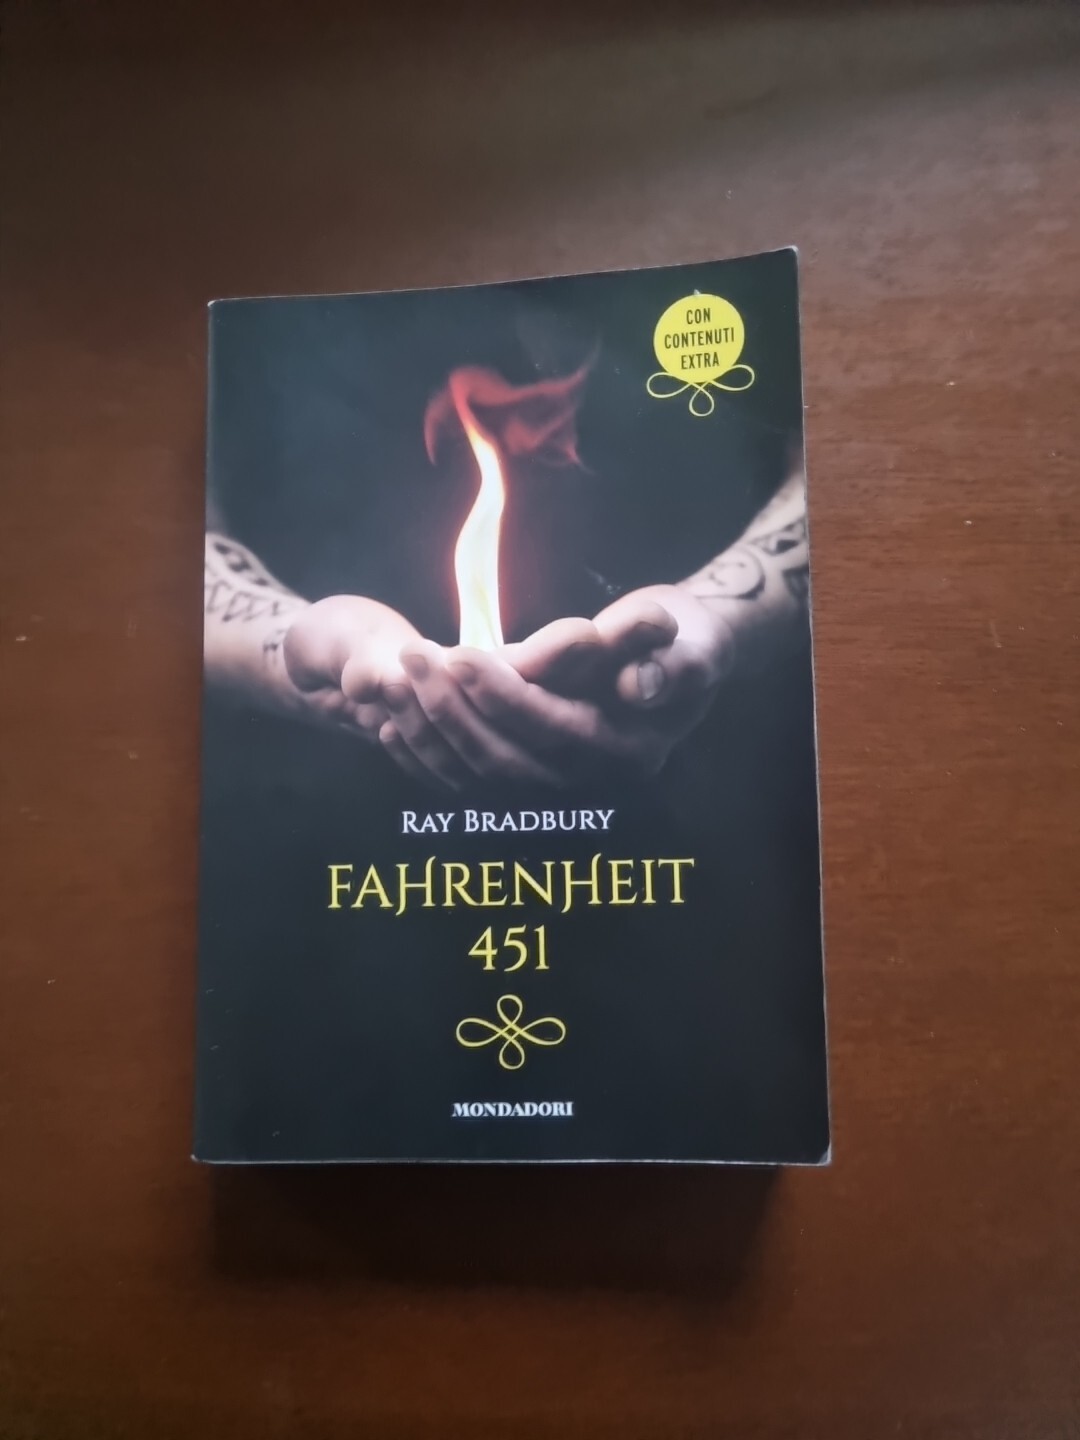 CON
CONTENUTI
EXTRA
RAY BRADBURY
FAHRENHEIT
451
MONDADORI